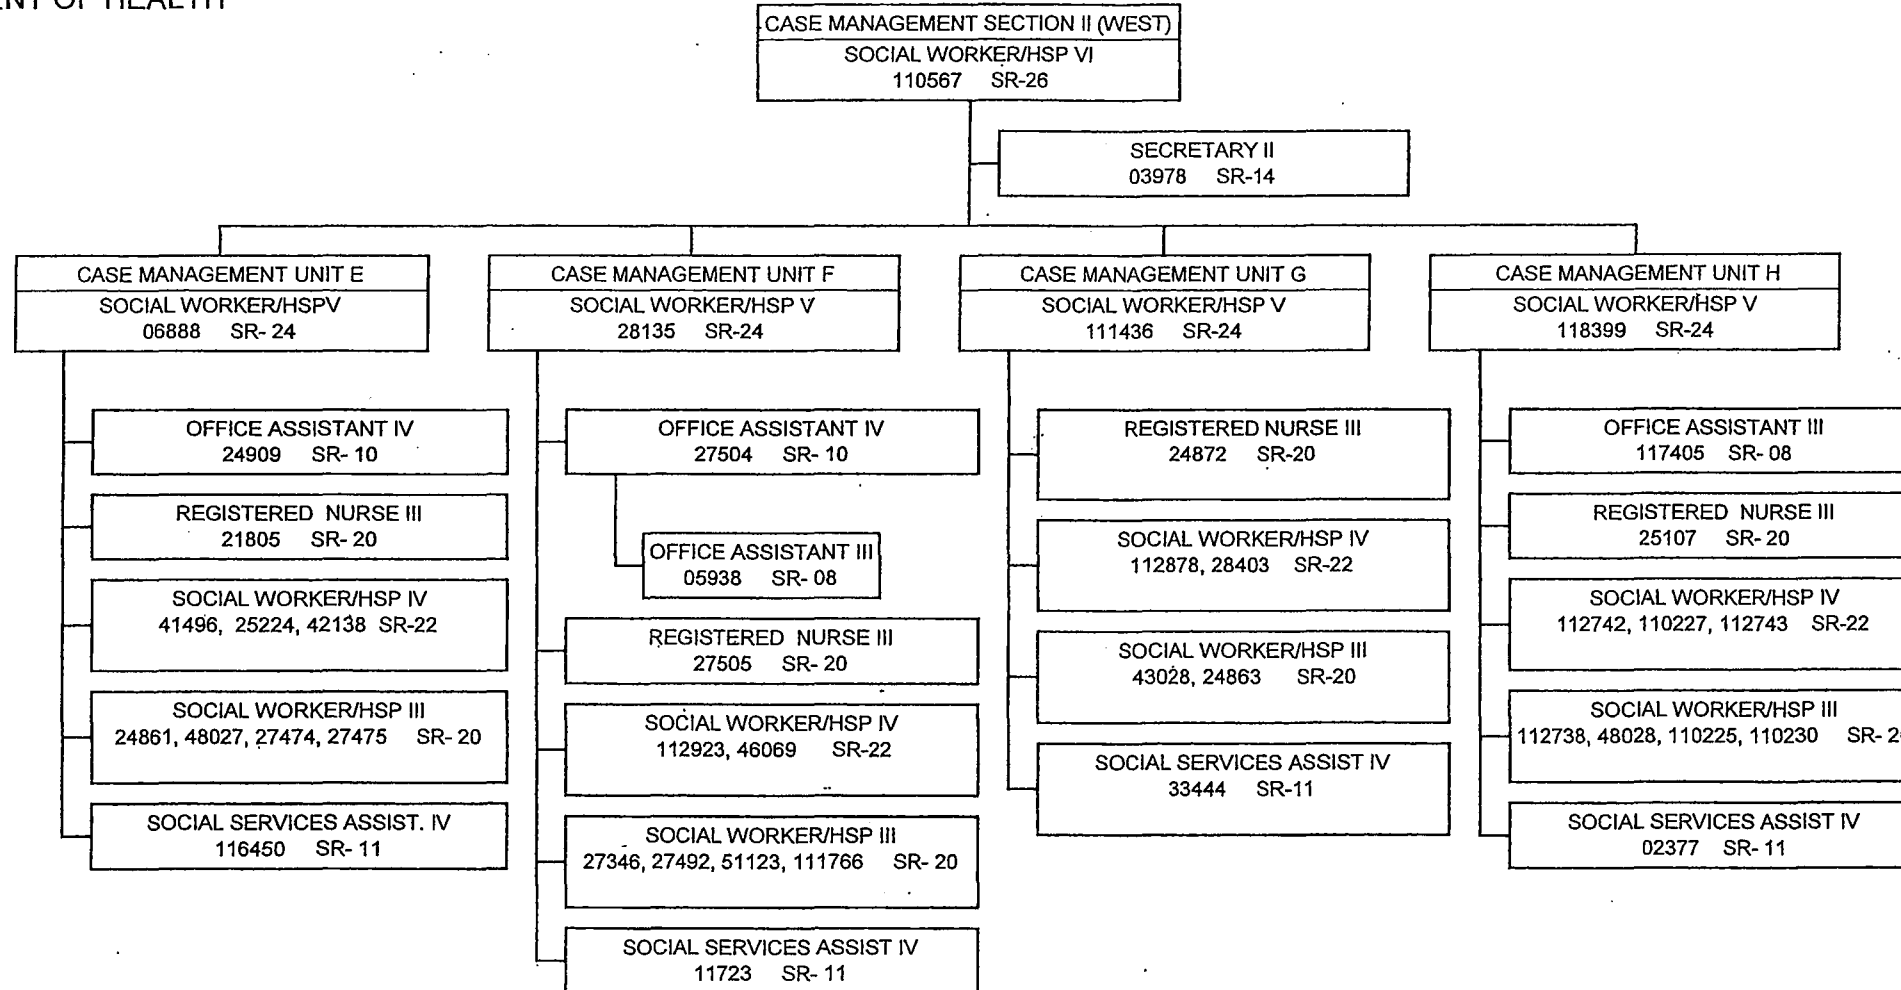 OF HEALTH
CASE MANAGEMENT SECTION II (WEST)
SOCIAL WORKER/HSP VI
110567 SR-26
SECRETARY II
03978 SR-14
CASE MANAGEMENT UNIT E
SOCIAL WORKER/HSPV
06888 SR- 24
OFFICE ASSISTANT IV
24909 SR- 10
REGISTERED NURSE III
21805 SR- 20
SOCIAL WORKER/HSP IV
41496, 25224, 42138 SR-22
SOCIAL WORKER/HSP III
24861, 48027, 27474, 27475 SR- 20
SOCIAL SERVICES ASSIST. IV
116450 SR- 11
CASE MANAGEMENT UNIT F
SOCIAL WORKER/HSP V
28135 SR-24
OFFICE ASSISTANT IV
27504 SR- 10
OFFICE ASSISTANT III
05938 SR- 08
REGISTERED NURSE III
27505 SR- 20
SOCIAL WORKER/HSP IV
112923, 46069 SR-22
SOCIAL WORKER/HSP III
27346, 27492, 51123, 111766 SR- 20
SOCIAL SERVICES ASSIST IV
11723 SR- 11
CASE MANAGEMENT UNIT G
SOCIAL WORKER/HSP V
111436 SR-24
REGISTERED NURSE III
24872 SR-20
SOCIAL WORKER/HSP IV
112878, 28403 SR-22
SOCIAL WORKER/HSP III
43028, 24863 SR-20
SOCIAL SERVICES ASSIST IV
33444 SR-11
CASE MANAGEMENT UNIT H
SOCIAL WORKER/HSP V
118399 SR-24
OFFICE ASSISTANT III
117405 SR- 08
REGISTERED NURSE III
25107 SR- 20
SOCIAL WORKER/HSP IV
112742, 110227, 112743 SR-22
SOCIAL WORKER/HSP III
112738, 48028, 110225, 110230 SR-
SOCIAL SERVICES ASSIST IV
02377 SR- 11